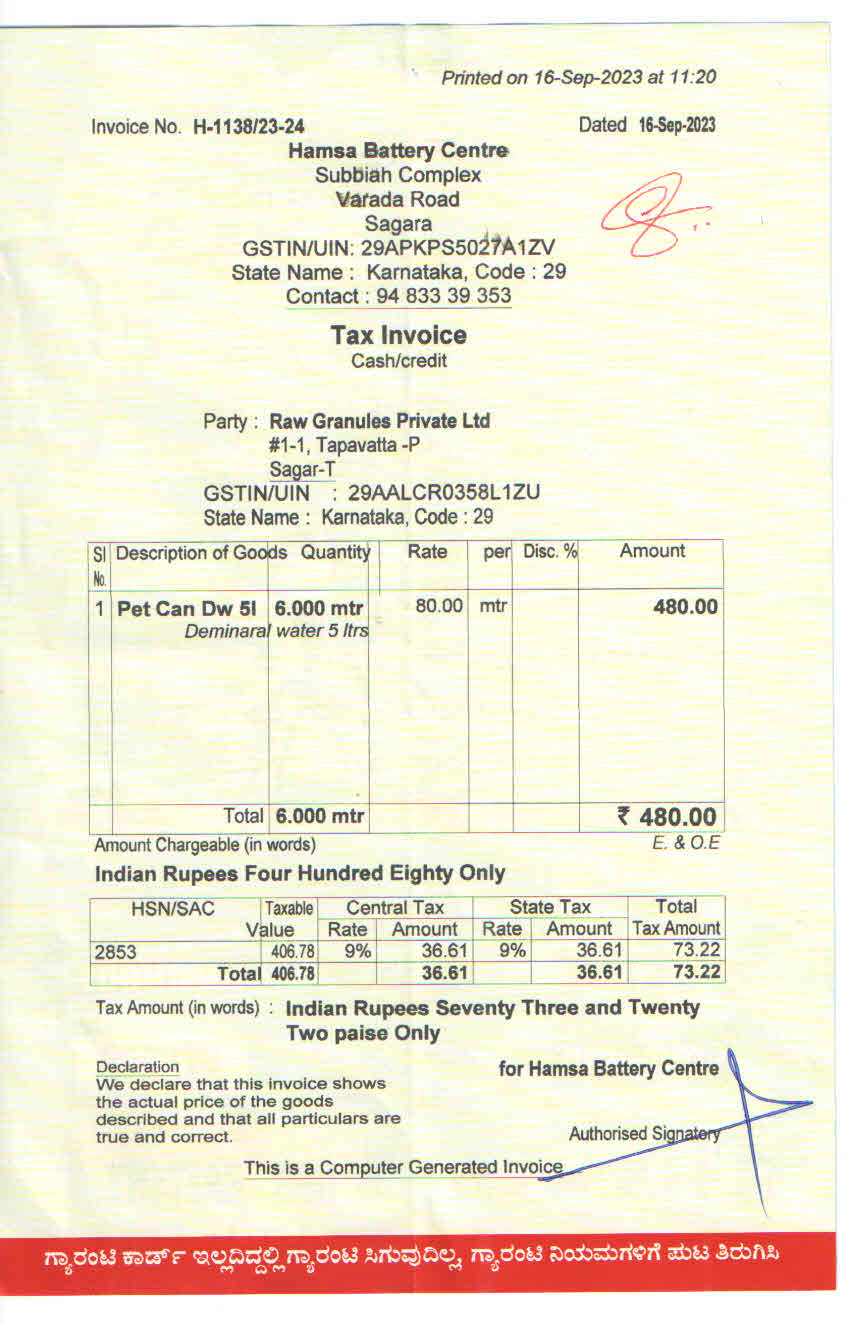 Printed on 16-Sep-2023 at 11:20
Invoice No. H-1138/23-24 Dated 16-Sep-2023
Hamsa Battery Centre
Subbiah Complex
Varada Road
Sagara
GSTIN/UIN: 29APKPS5027A1ZV
State Name : Karnataka, Code : 29
Contact : 94 833 39 353
Tax Invoice
Cash/credit
Party : Raw Granules Private Ltd
#1-1, Tapavatta -P
Sagar-T
GSTIN/UIN : 29AALCR0358L1ZU
State Name : Karnataka, Code : 29
Sl No. Description of Goods Quantity Rate per Disc. % Amount
1 Pet Can Dw 5l 6.000 mtr 80.00 mtr 480.00
Deminaral water 5 ltrs
Total 6.000 mtr ₹ 480.00
Amount Chargeable (in words) E. & O.E
Indian Rupees Four Hundred Eighty Only
HSN/SAC Taxable Central Tax State Tax Total
Value Rate Amount Rate Amount Tax Amount
2853 406.78 9% 36.61 9% 36.61 73.22
Total 406.78 36.61 36.61 73.22
Tax Amount (in words) : Indian Rupees Seventy Three and Twenty
Two paise Only
Declaration for Hamsa Battery Centre
We declare that this invoice shows
the actual price of the goods
described and that all particulars are
true and correct. Authorised Signatory
This is a Computer Generated Invoice
ಗ್ಯಾರಂಟಿ ಕಾರ್ಡ್ ಇಲ್ಲದಿದ್ದಲ್ಲಿ ಗ್ಯಾರಂಟಿ ಸಿಗುವುದಿಲ್ಲ, ಗ್ಯಾರಂಟಿ ನಿಯಮಗಳಿಗೆ ಪುಟ ತಿರುಗಿಸಿ